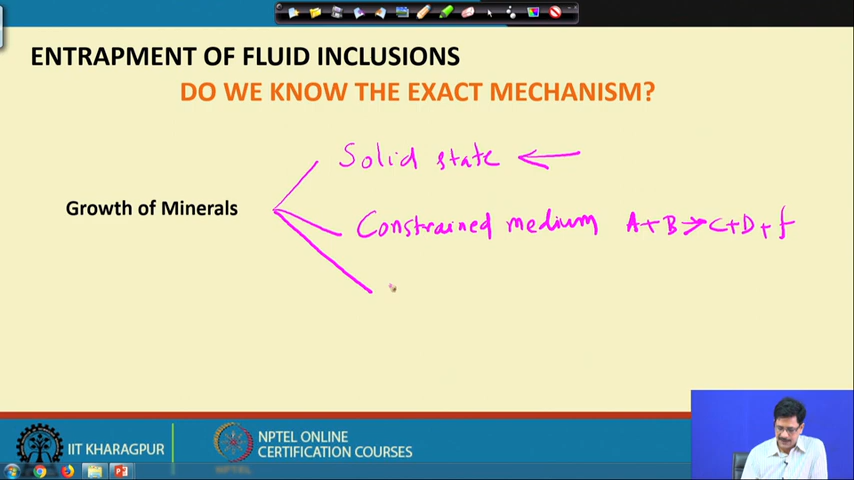 ENTRAPMENT OF FLUID INCLUSIONS
DO WE KNOW THE EXACT MECHANISM?
Solid state
Growth of Minerals
Constrained medium A+B → C+D+f
IIT KHARAGPUR
NPTEL ONLINE
CERTIFICATION COURSES
NPTEL